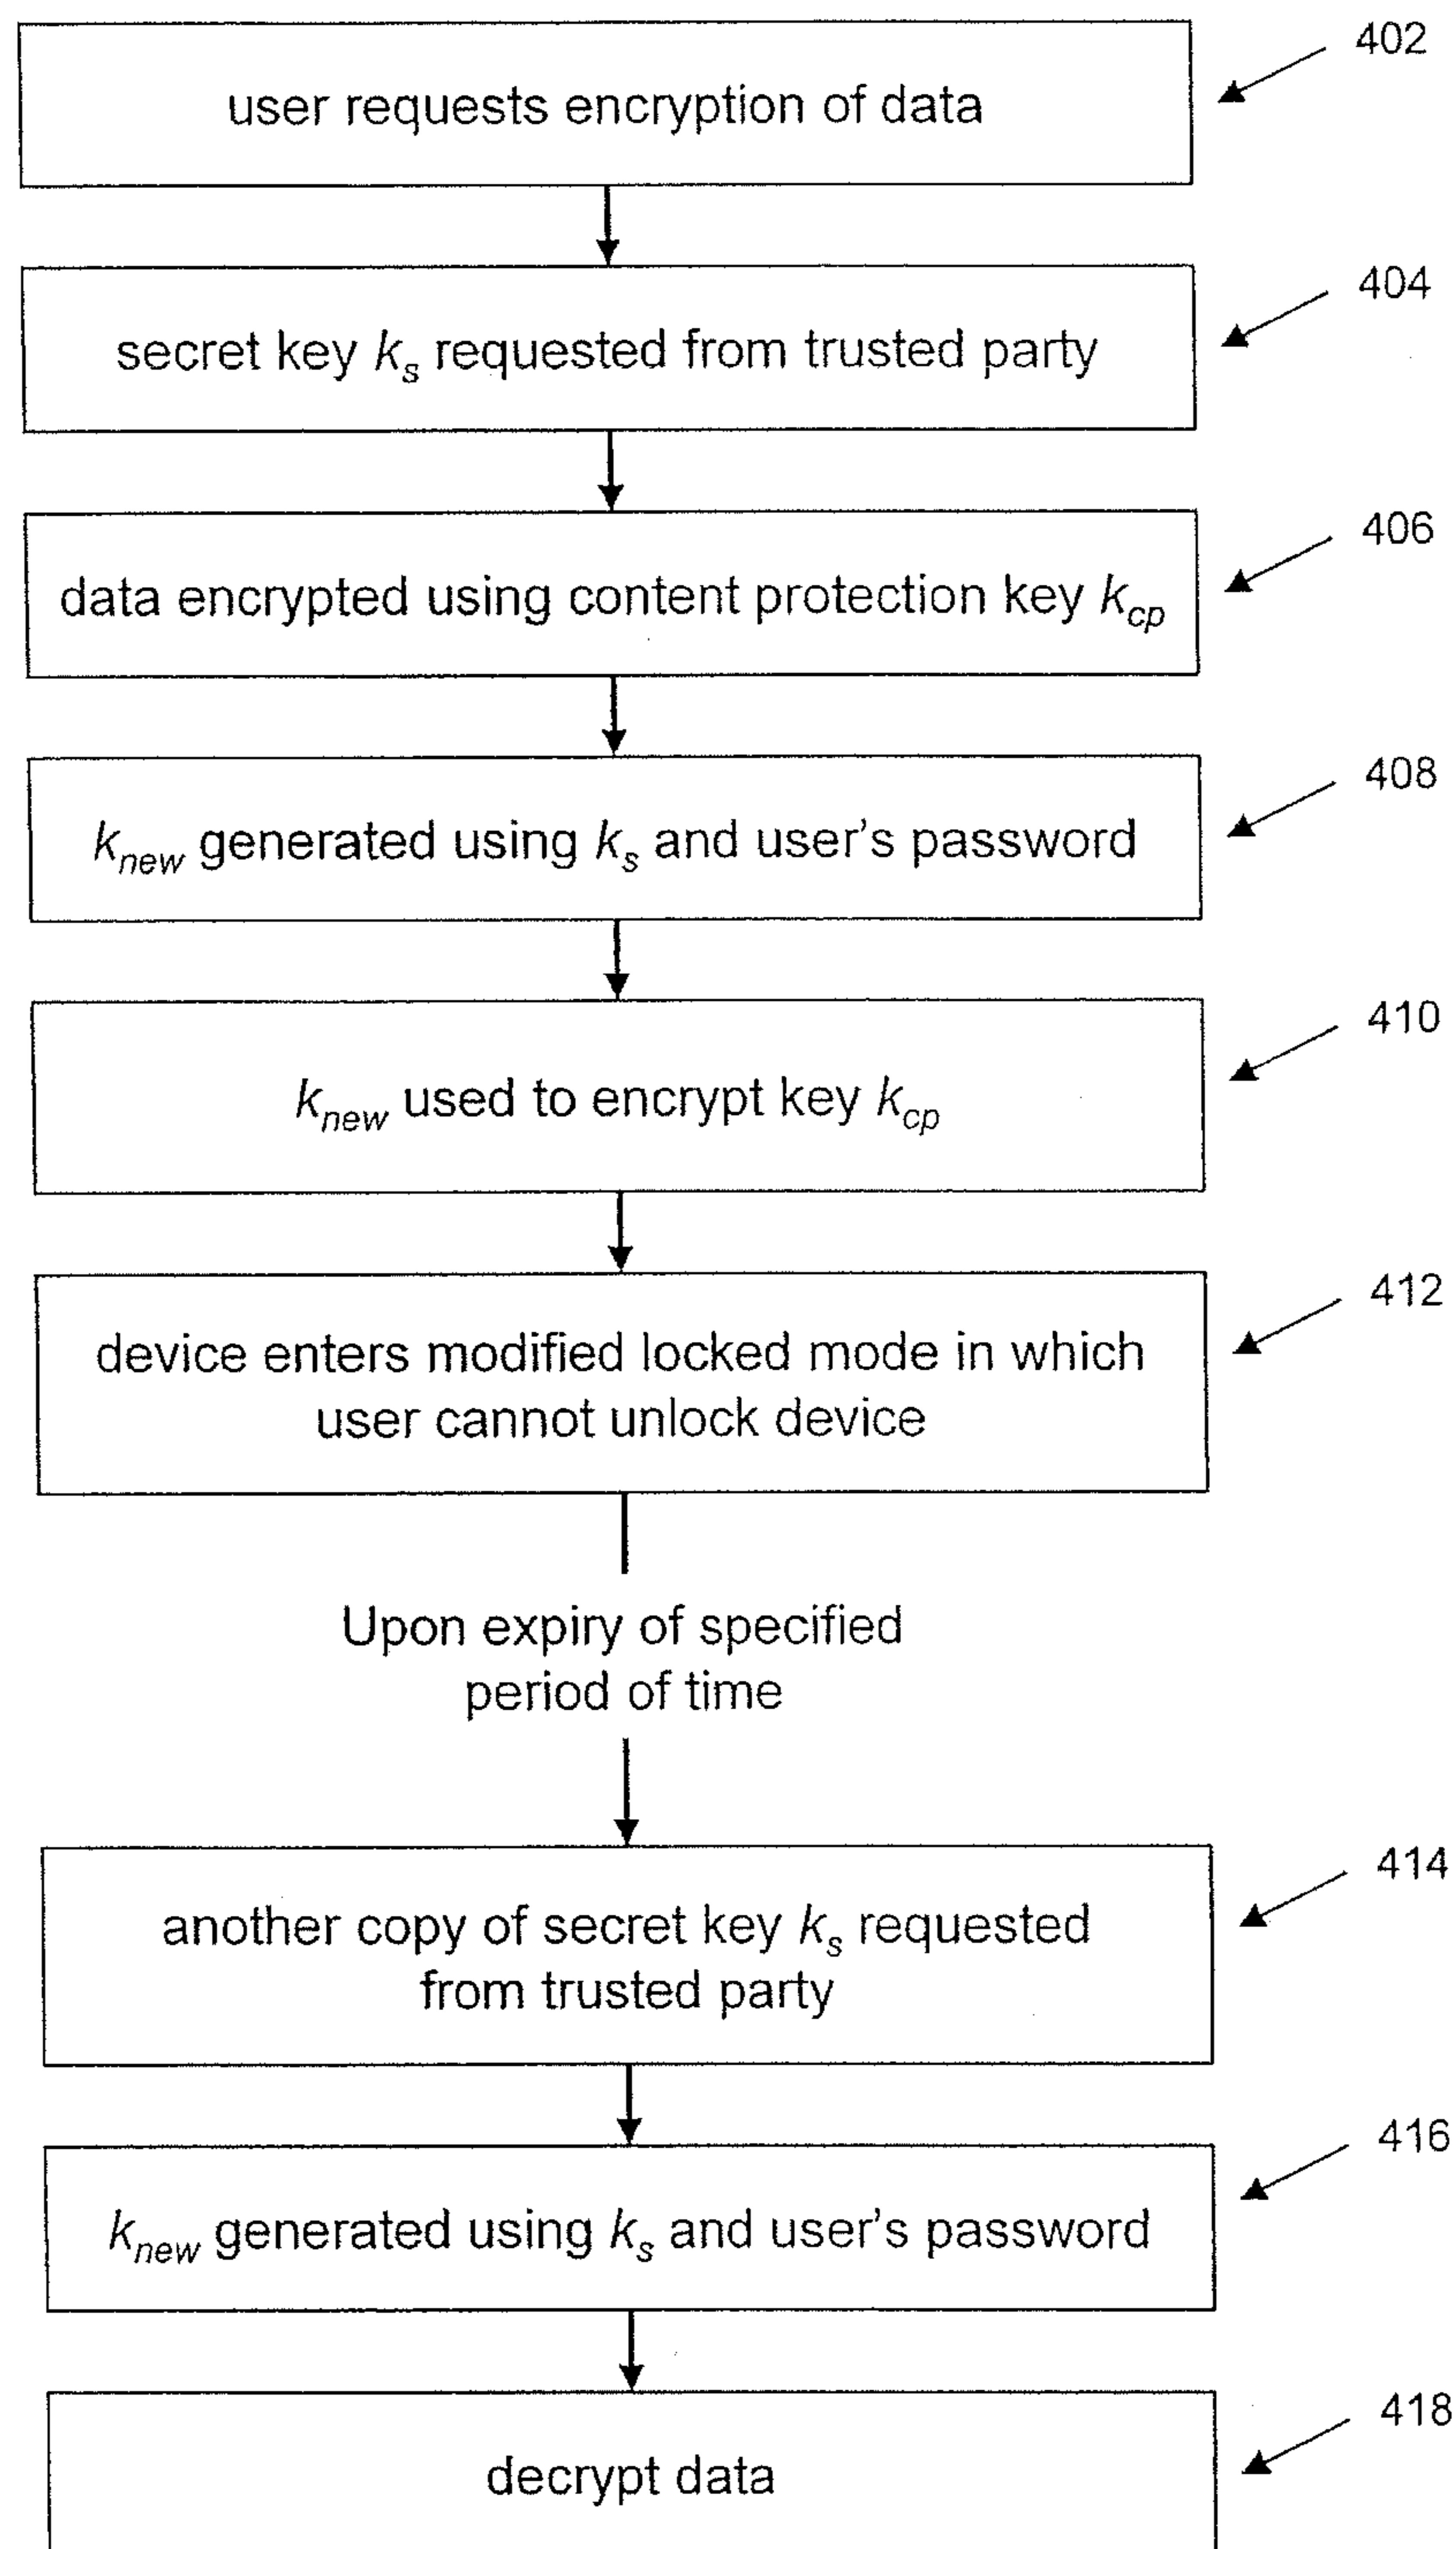 402
user requests encryption of data
404
secret key ks requested from trusted party
406
data encrypted using content protection key kcp
408
knew generated using ks and user's password
410
knew used to encrypt key kcp
412
device enters modified locked mode in which
user cannot unlock device
Upon expiry of specified
period of time
414
another copy of secret key ks requested
from trusted party
416
knew generated using ks and user's password
418
decrypt data